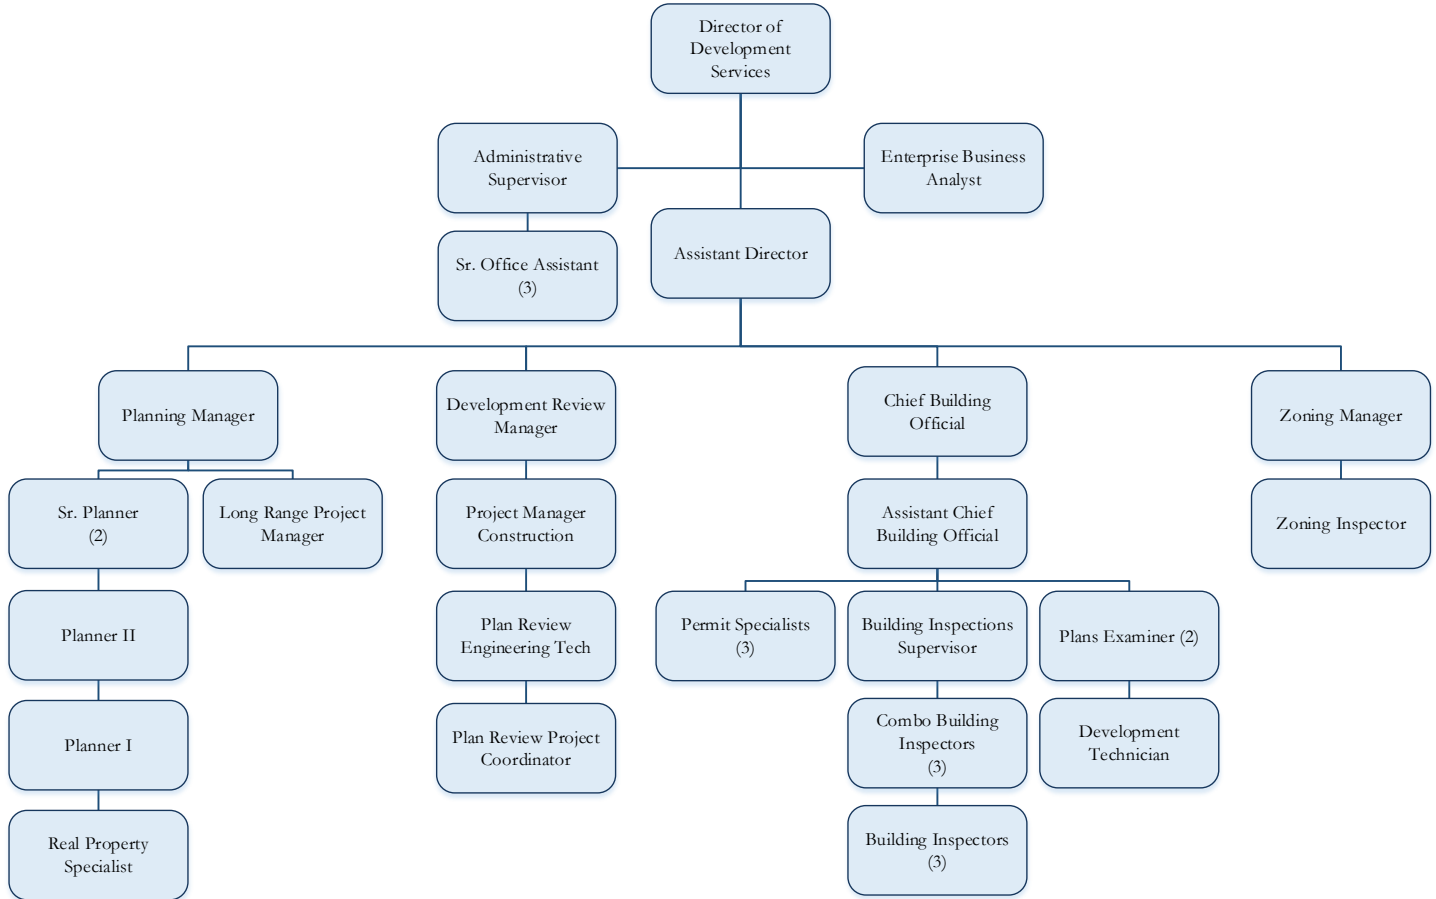 Director of
Development
Services
Administrative
Supervisor
Enterprise Business
Analyst
Sr. Office Assistant
(3)
Assistant Director
Planning Manager
Development Review
Manager
Chief Building
Official
Zoning Manager
Sr. Planner
(2)
Long Range Project
Manager
Project Manager
Construction
Assistant Chief
Building Official
Zoning Inspector
Planner II
Plan Review
Engineering Tech
Permit Specialists
(3)
Building Inspections
Supervisor
Plans Examiner (2)
Planner I
Plan Review Project
Coordinator
Combo Building
Inspectors
(3)
Development
Technician
Real Property
Specialist
Building Inspectors
(3)